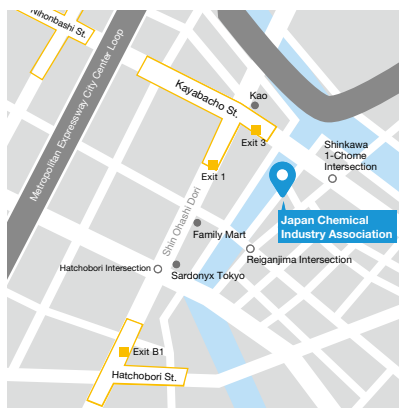 Nihonbashi St.
Metropolitan Expressway City Center Loop
Kayabacho St.
Kao
Exit 3
Exit 1
Shinkawa
1-Chome
Intersection
Japan Chemical
Industry Association
Shin Ohashi Dori
Family Mart
Reiganjima Intersection
Hatchobori Intersection
Sardonyx Tokyo
Exit B1
Hatchobori St.